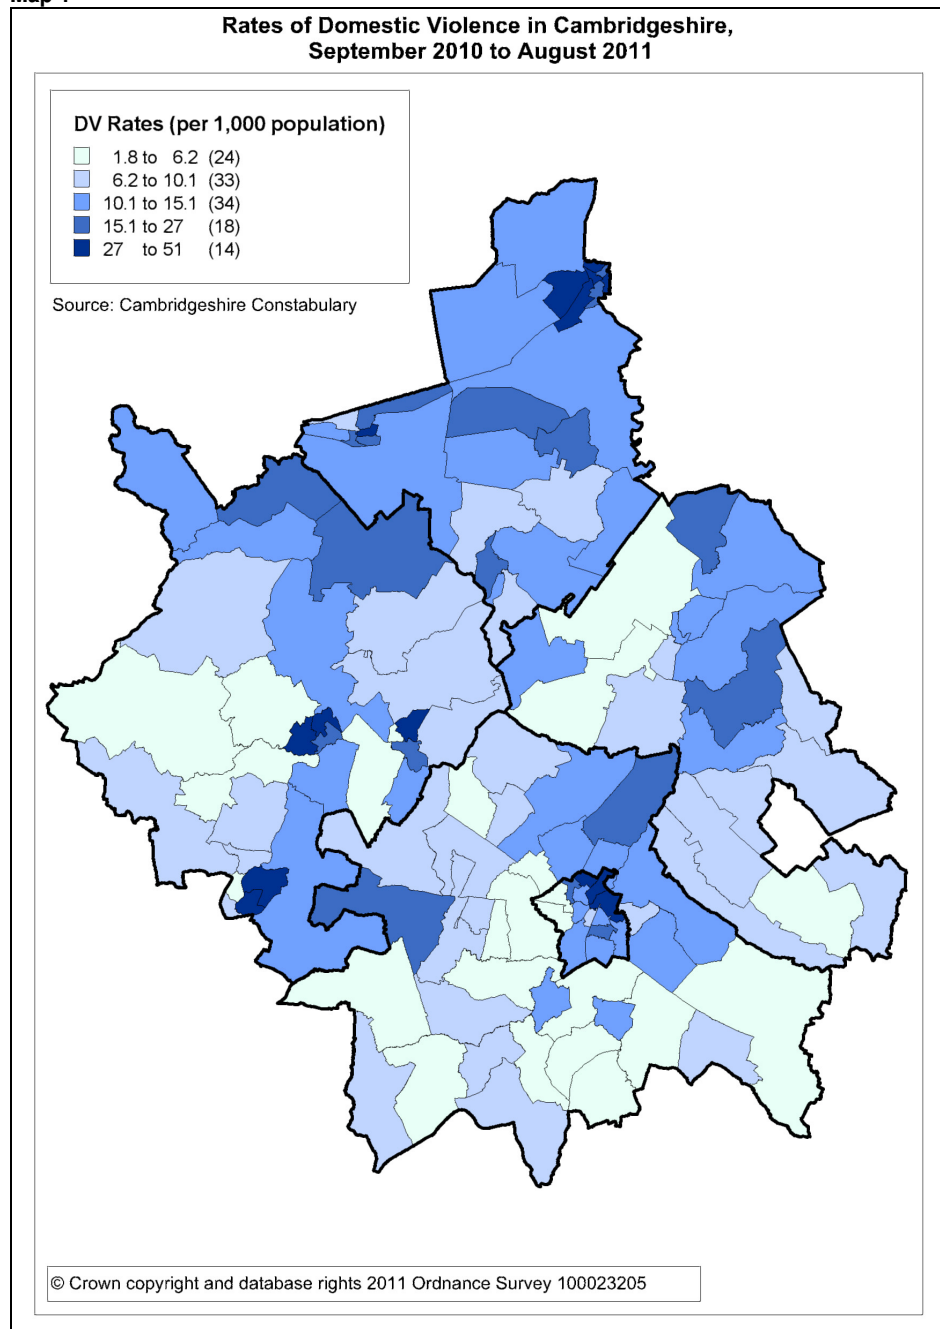 Rates of Domestic Violence in Cambridgeshire,
September 2010 to August 2011
DV Rates (per 1,000 population)
1.8 to 6.2 (24)
6.2 to 10.1 (33)
10.1 to 15.1 (34)
15.1 to 27 (18)
27 to 51 (14)
Source: Cambridgeshire Constabulary
© Crown copyright and database rights 2011 Ordnance Survey 100023205